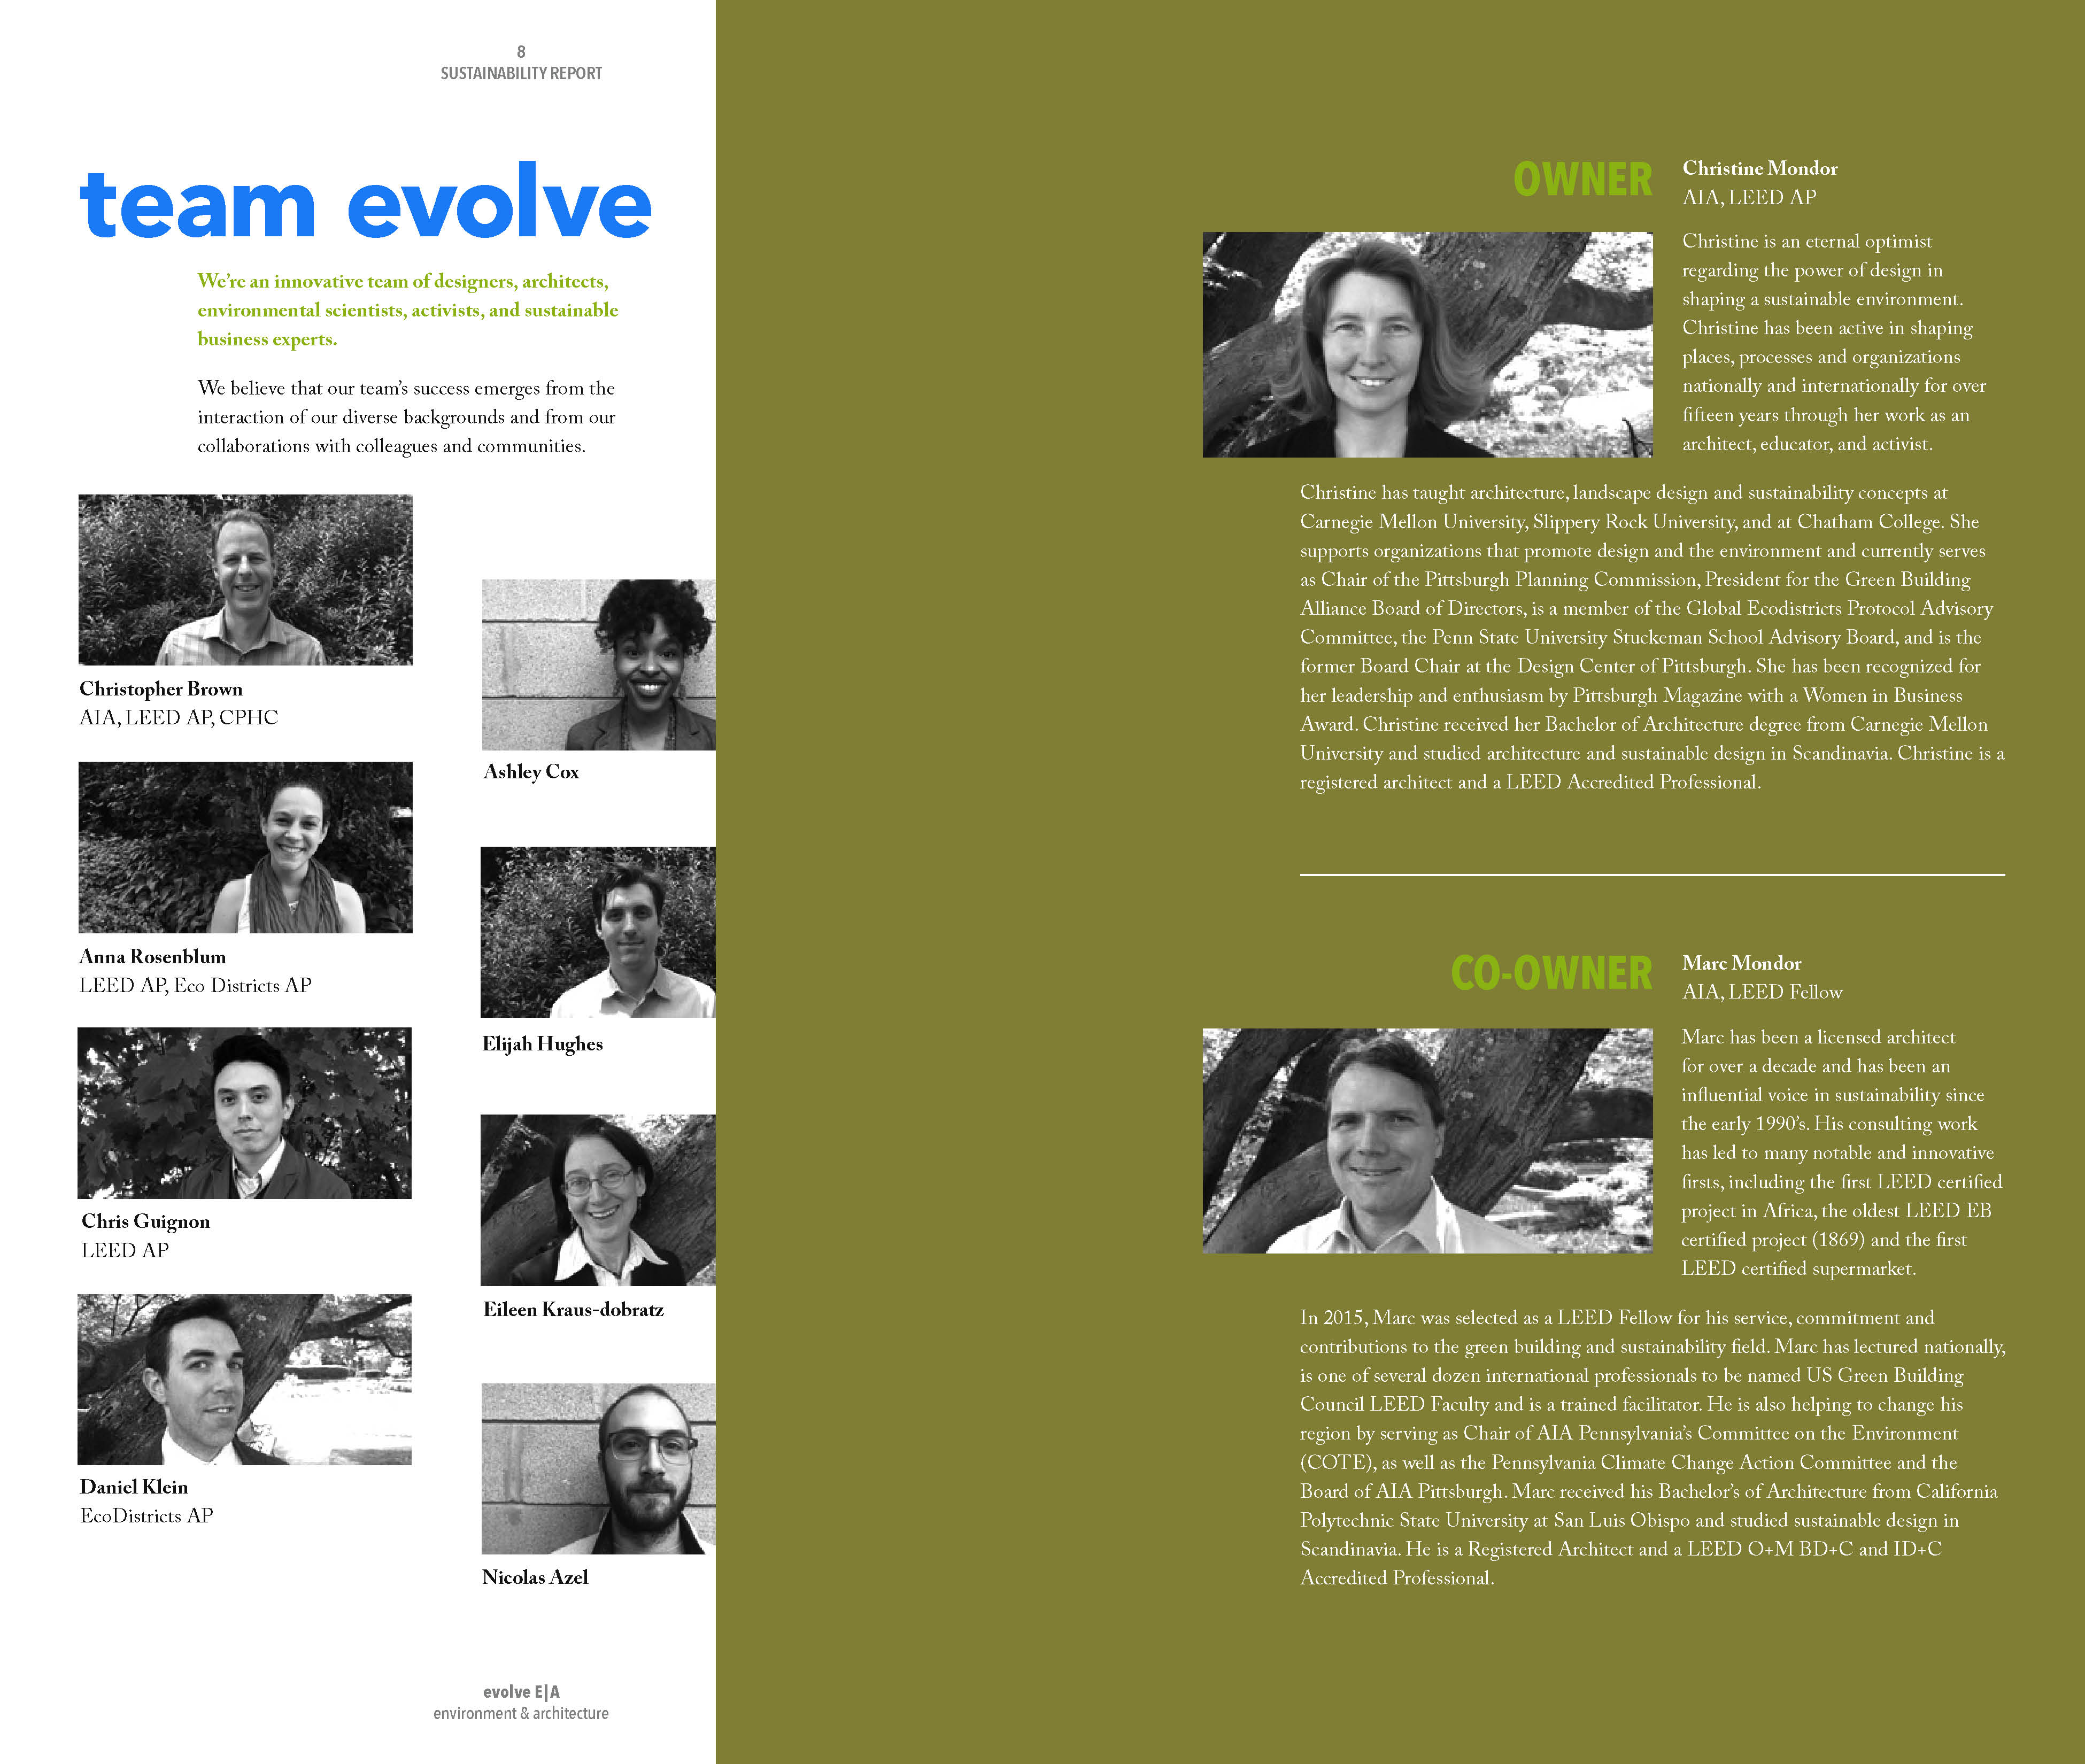 8
SUSTAINABILITY REPORT
team evolve
We're an innovative team of designers, architects,
environmental scientists, activists, and sustainable
business experts.
We believe that our team's success emerges from the
interaction of our diverse backgrounds and from our
collaborations with colleagues and communities.
Christopher Brown
AIA, LEED AP, CPHC
Anna Rosenblum
LEED AP, Eco Districts AP
Chris Guignon
LEED AP
Daniel Klein
EcoDistricts AP
Ashley Cox
Elijah Hughes
Eileen Kraus-dobratz
Nicolas Azel
evolve E|A
environment & architecture
OWNER
Christine Mondor
AIA, LEED AP
Christine is an eternal optimist
regarding the power of design in
shaping a sustainable environment.
Christine has been active in shaping
places, processes and organizations
nationally and internationally for over
fifteen years through her work as an
architect, educator, and activist.
Christine has taught architecture, landscape design and sustainability concepts at
Carnegie Mellon University, Slippery Rock University, and at Chatham College. She
supports organizations that promote design and the environment and currently serves
as Chair of the Pittsburgh Planning Commission, President for the Green Building
Alliance Board of Directors, is a member of the Global Ecodistricts Protocol Advisory
Committee, the Penn State University Stuckeman School Advisory Board, and is the
former Board Chair at the Design Center of Pittsburgh. She has been recognized for
her leadership and enthusiasm by Pittsburgh Magazine with a Women in Business
Award. Christine received her Bachelor of Architecture degree from Carnegie Mellon
University and studied architecture and sustainable design in Scandinavia. Christine is a
registered architect and a LEED Accredited Professional.
CO-OWNER
Marc Mondor
AIA, LEED Fellow
Marc has been a licensed architect
for over a decade and has been an
influential voice in sustainability since
the early 1990's. His consulting work
has led to many notable and innovative
firsts, including the first LEED certified
project in Africa, the oldest LEED EB
certified project (1869) and the first
LEED certified supermarket.
In 2015, Marc was selected as a LEED Fellow for his service, commitment and
contributions to the green building and sustainability field. Marc has lectured nationally,
is one of several dozen international professionals to be named US Green Building
Council LEED Faculty and is a trained facilitator. He is also helping to change his
region by serving as Chair of AIA Pennsylvania's Committee on the Environment
(COTE), as well as the Pennsylvania Climate Change Action Committee and the
Board of AIA Pittsburgh. Marc received his Bachelor's of Architecture from California
Polytechnic State University at San Luis Obispo and studied sustainable design in
Scandinavia. He is a Registered Architect and a LEED O+M BD+C and ID+C
Accredited Professional.